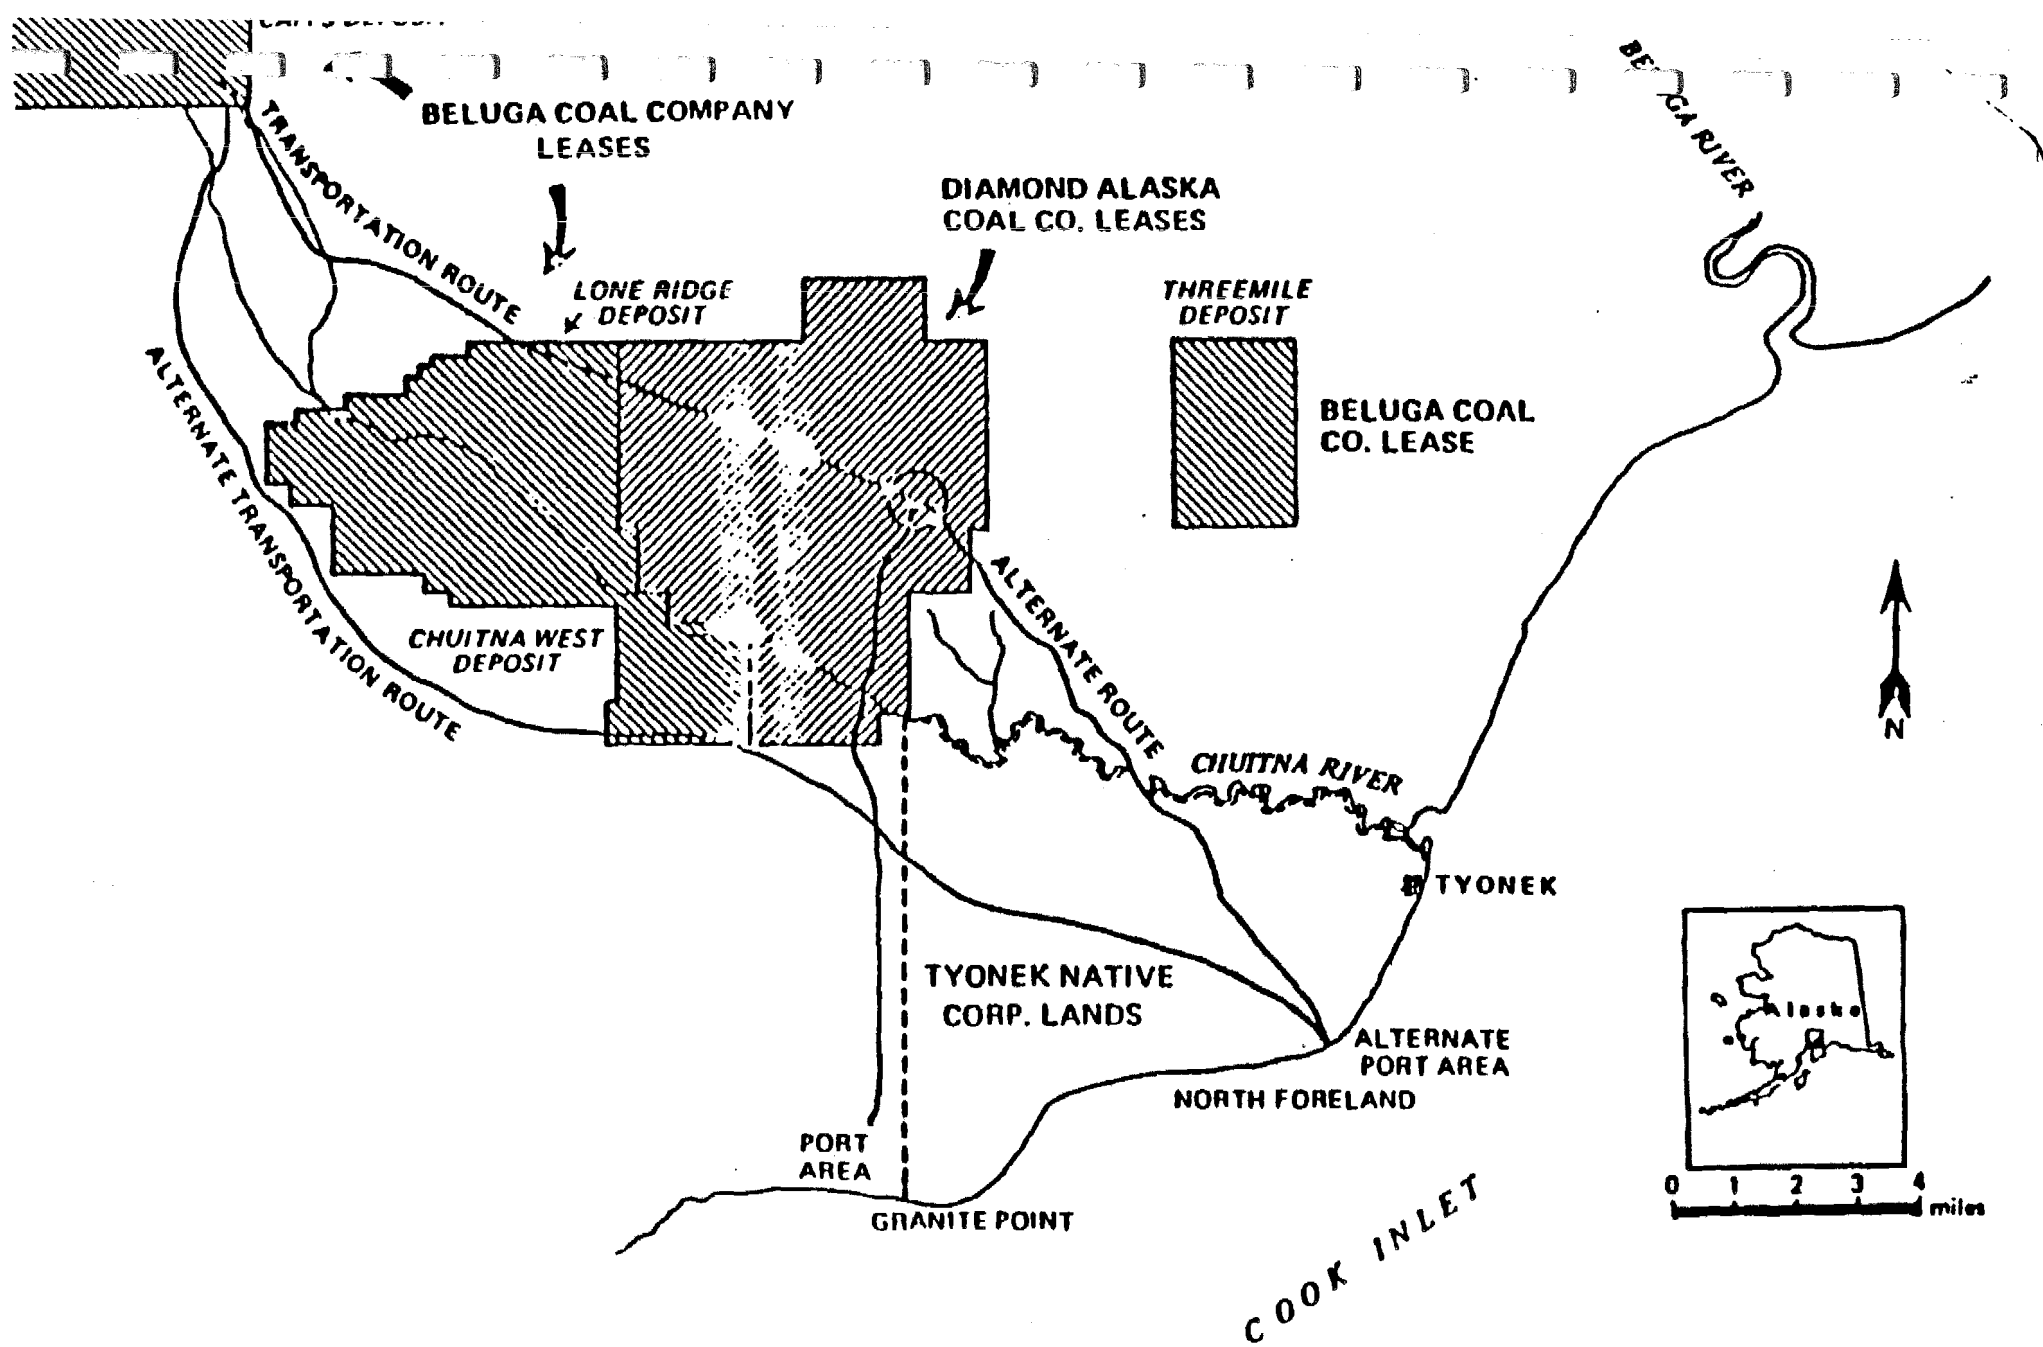 BELUGA COAL COMPANY
LEASES
TRANSPORTATION ROUTE
DIAMOND ALASKA
COAL CO. LEASES
RIVER
LONE RIDGE
DEPOSIT
THREEMILE
DEPOSIT
BELUGA COAL
CO. LEASE
ALTERNATE TRANSPORTATION ROUTE
CHUITNA WEST
DEPOSIT
ALTERNATE ROUTE
N
CHUITNA RIVER
TYONEK
TYONEK NATIVE
CORP. LANDS
Alaska
ALTERNATE
PORT AREA
NORTH FORELAND
PORT
AREA
GRANITE POINT
0 1 2 3 4
miles
COOK INLET